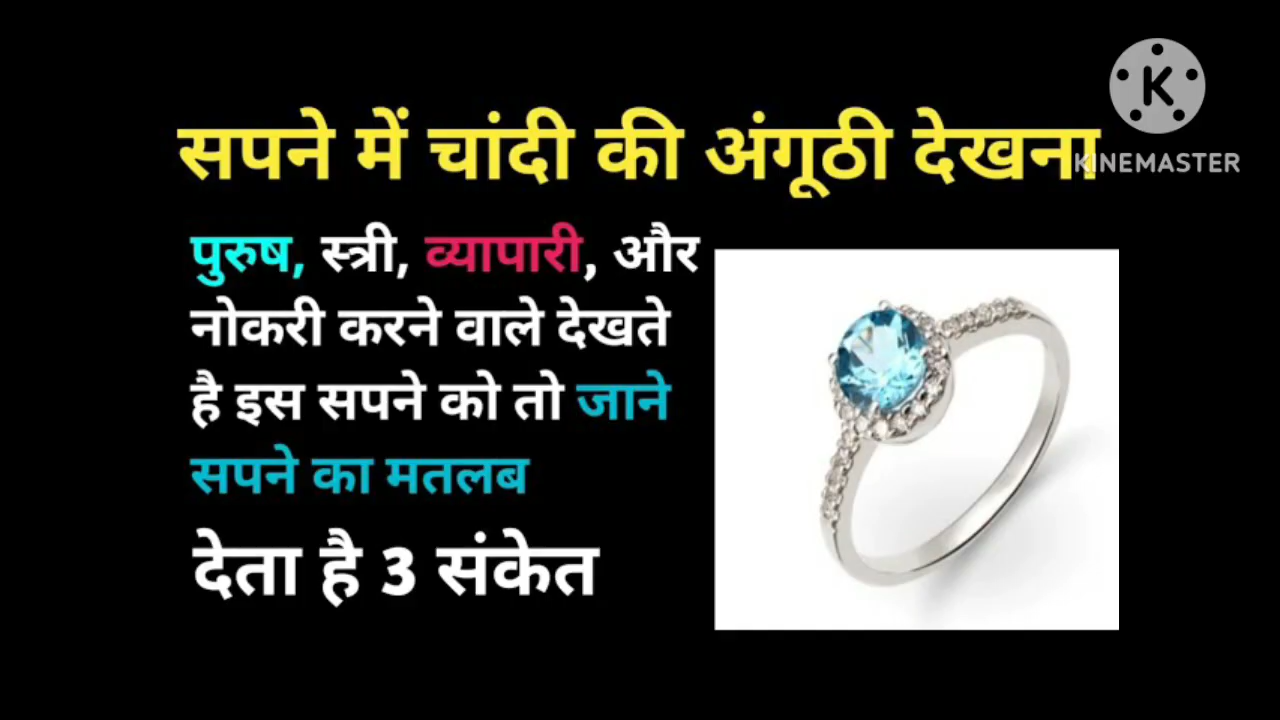 सपने में चांदी की अंगूठी देखना
K
KINEMASTER
पुरुष, स्त्री, व्यापारी, और
नोकरी करने वाले देखते
है इस सपने को तो जाने
सपने का मतलब
देता है 3 संकेत